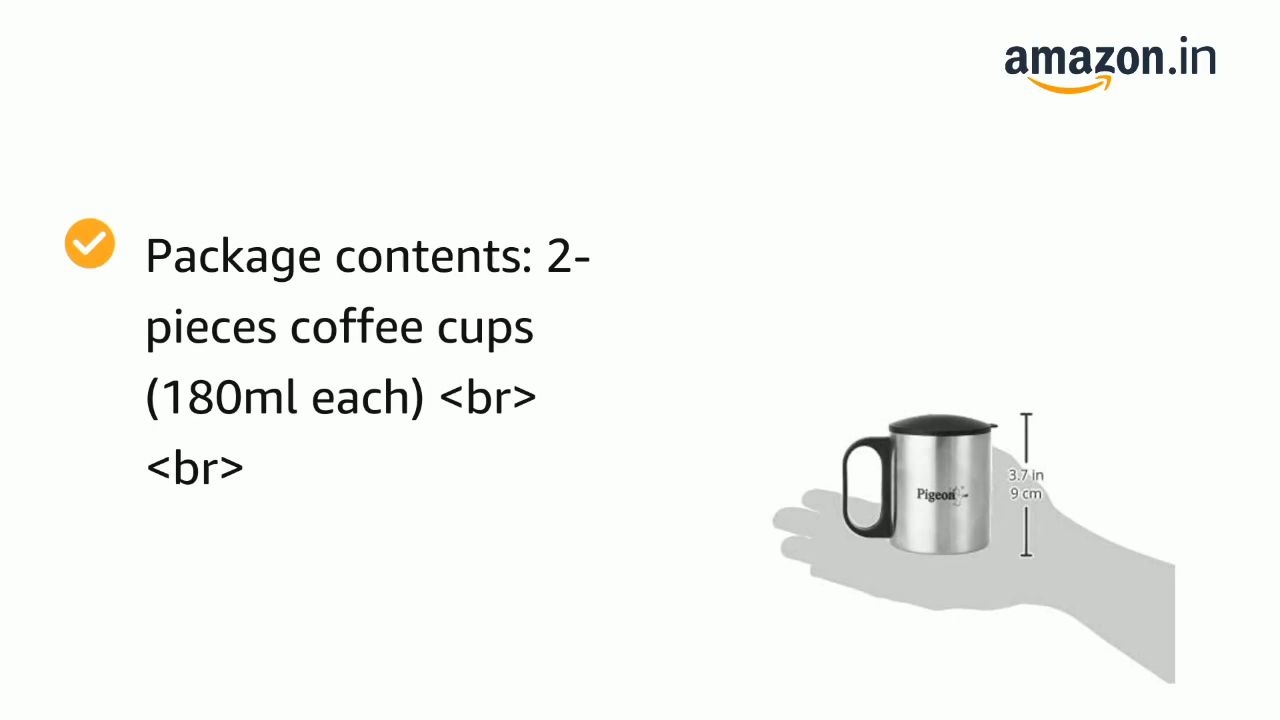 amazon.in
Package contents: 2-
pieces coffee cups
(180ml each) <br>
<br>
Pigeon
3.7 in
9 cm